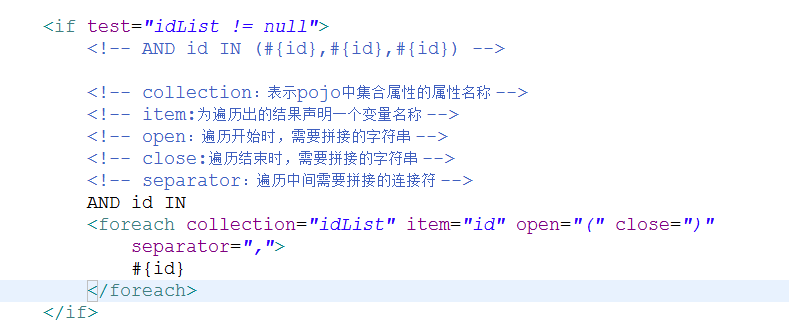 <if test="idList != null">
<!-- AND id IN (#{id},#{id},#{id}) -->
<!-- collection：表示pojo中集合属性的属性名称 -->
<!-- item:为遍历出的结果声明一个变量名称 -->
<!-- open：遍历开始时，需要拼接的字符串 -->
<!-- close:遍历结束时，需要拼接的字符串 -->
<!-- separator：遍历中间需要拼接的连接符 -->
AND id IN
<foreach collection="idList" item="id" open="(" close=")"
separator=",">
#{id}
</foreach>
</if>